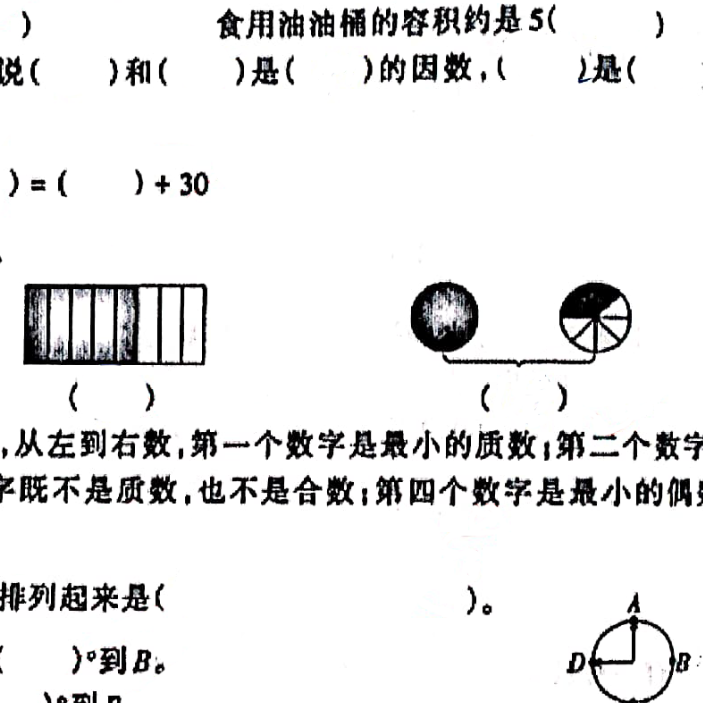 )	食用油油桶的容积约是5(	)
说(	)和(	)是(	)的因数,(	)是(
)=(	)+30
(	)	(	)
,从左到右数,第一个数字是最小的质数;第二个数字
字既不是质数,也不是合数;第四个数字是最小的偶数
排列起来是(	)。
A
(	)°到B。
D B
)°到